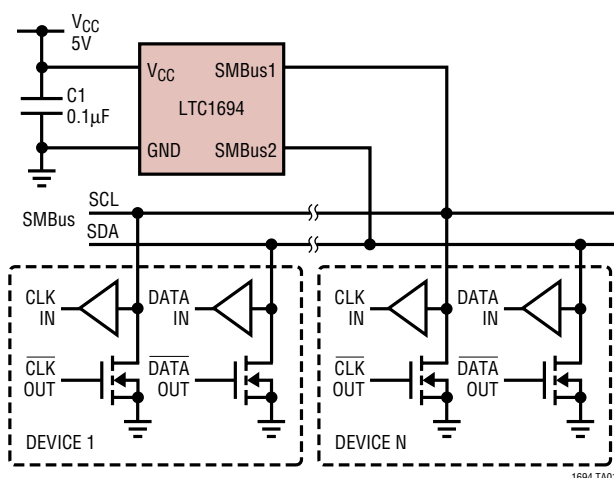 VCC
5V
C1
0.1µF
VCC
SMBus1
LTC1694
GND
SMBus2
SMBus
SCL
SDA
CLK
IN
DATA
IN
CLK
OUT
DATA
OUT
DEVICE 1
CLK
IN
DATA
IN
CLK
OUT
DATA
OUT
DEVICE N